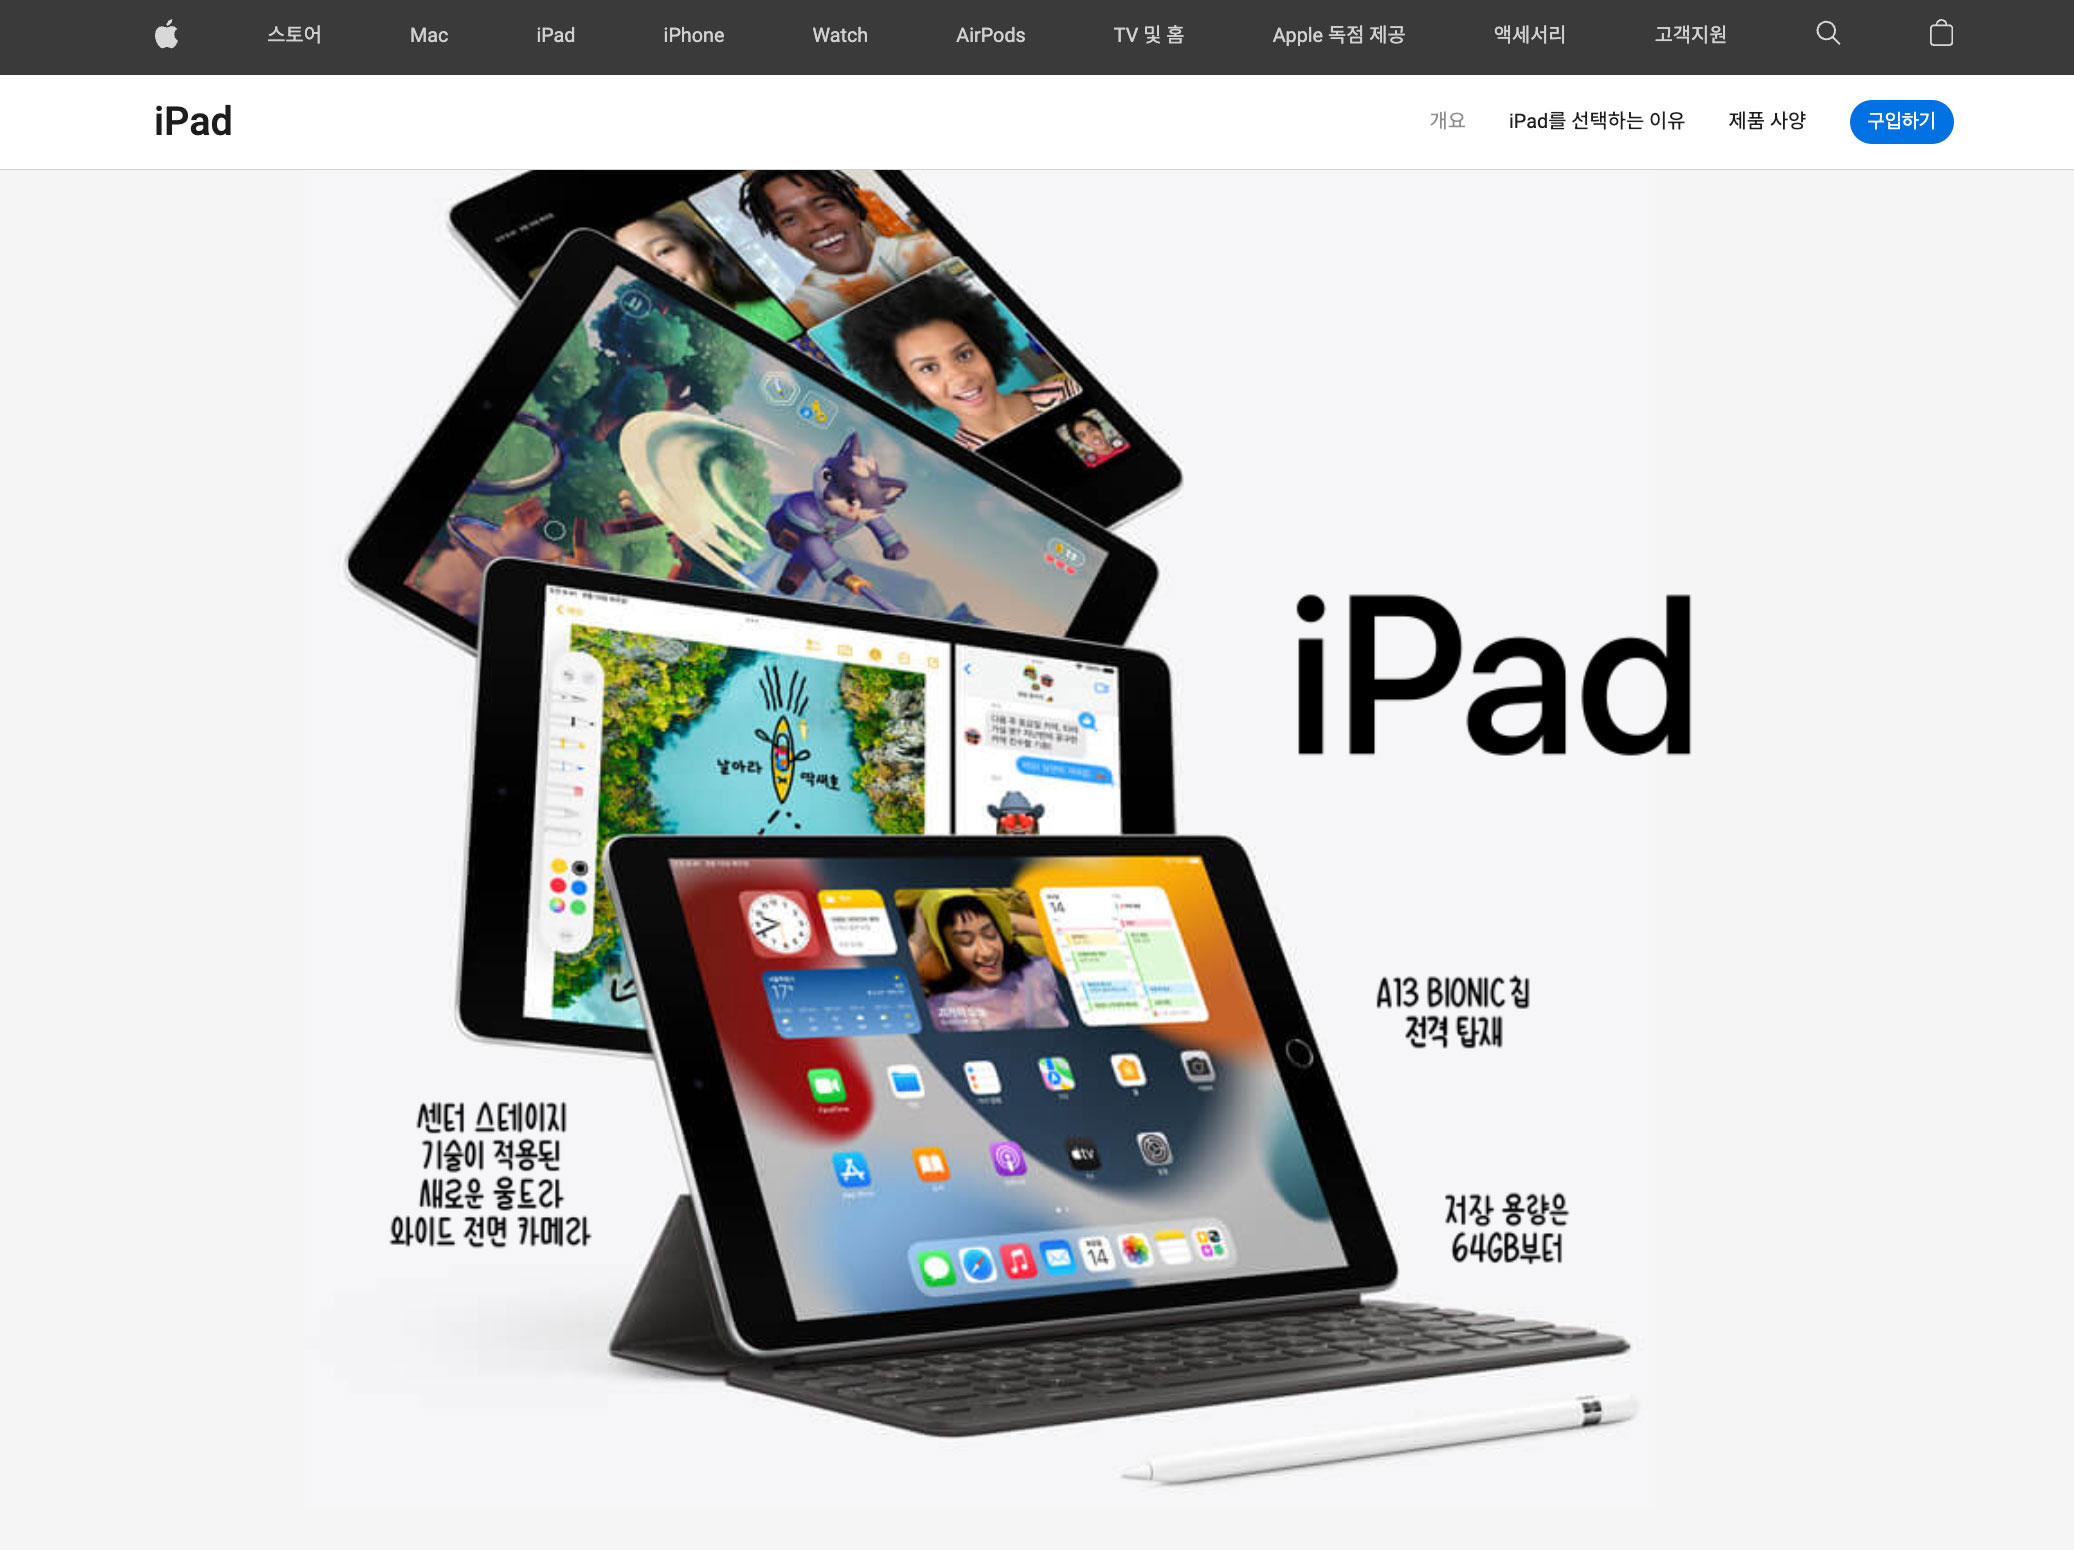 스토어 Mac iPad iPhone Watch AirPods TV 및 홈 Apple 독점 제공 액세서리 고객지원
iPad 개요 iPad를 선택하는 이유 제품 사양 구입하기
iPad
날아라 딱새호
17°
14
A13 BIONIC 칩
전격 탑재
센터 스테이지
기술이 적용된
새로운 울트라
와이드 전면 카메라
저장 용량은
64GB부터
FaceTime
tv
14